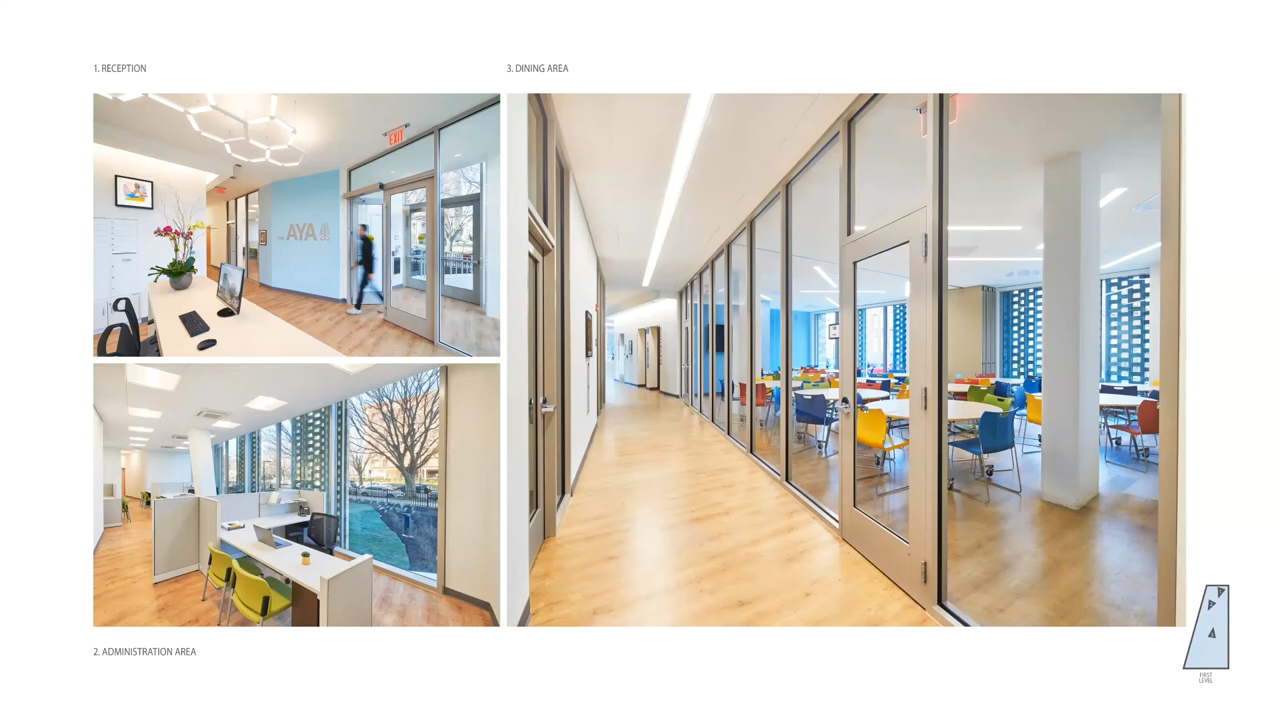 1. RECEPTION
3. DINING AREA
EXIT
AYA
2. ADMINISTRATION AREA
FIRST
LEVEL